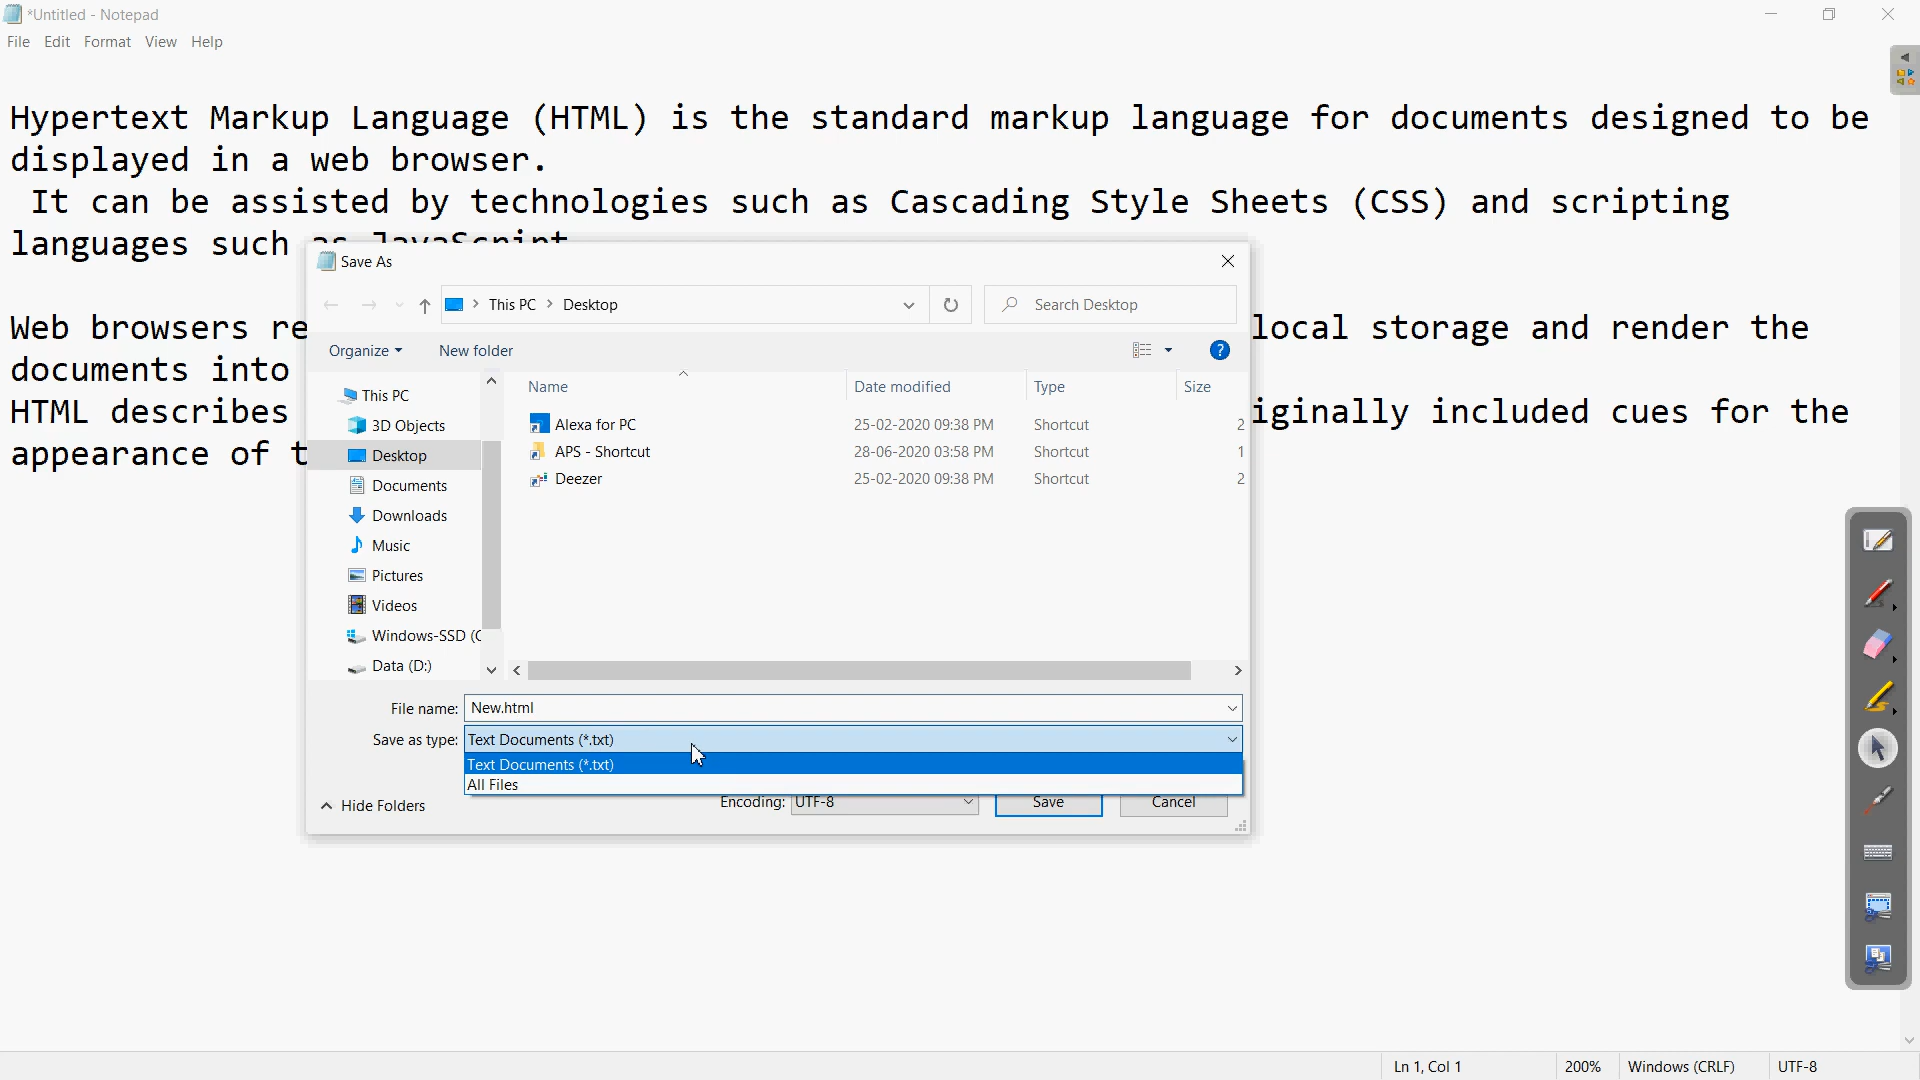 *Untitled - Notepad
File Edit Format View Help
Hypertext Markup Language (HTML) is the standard markup language for documents designed to be
displayed in a web browser.
It can be assisted by technologies such as Cascading Style Sheets (CSS) and scripting
languages such as JavaScript
Web browsers re local storage and render the
documents into
HTML describes iginally included cues for the
appearance of t
Save As
This PC > Desktop
Search Desktop
Organize New folder
This PC
3D Objects
Desktop
Documents
Downloads
Music
Pictures
Videos
Windows-SSD (C
Data (D:)
Name Date modified Type Size
Alexa for PC 25-02-2020 09:38 PM Shortcut 2
APS - Shortcut 28-06-2020 03:58 PM Shortcut 1
Deezer 25-02-2020 09:38 PM Shortcut 2
File name: New.html
Save as type: Text Documents (*.txt)
Text Documents (*.txt)
All Files
Hide Folders
Encoding: UTF-8 Save Cancel
Ln 1, Col 1 200% Windows (CRLF) UTF-8